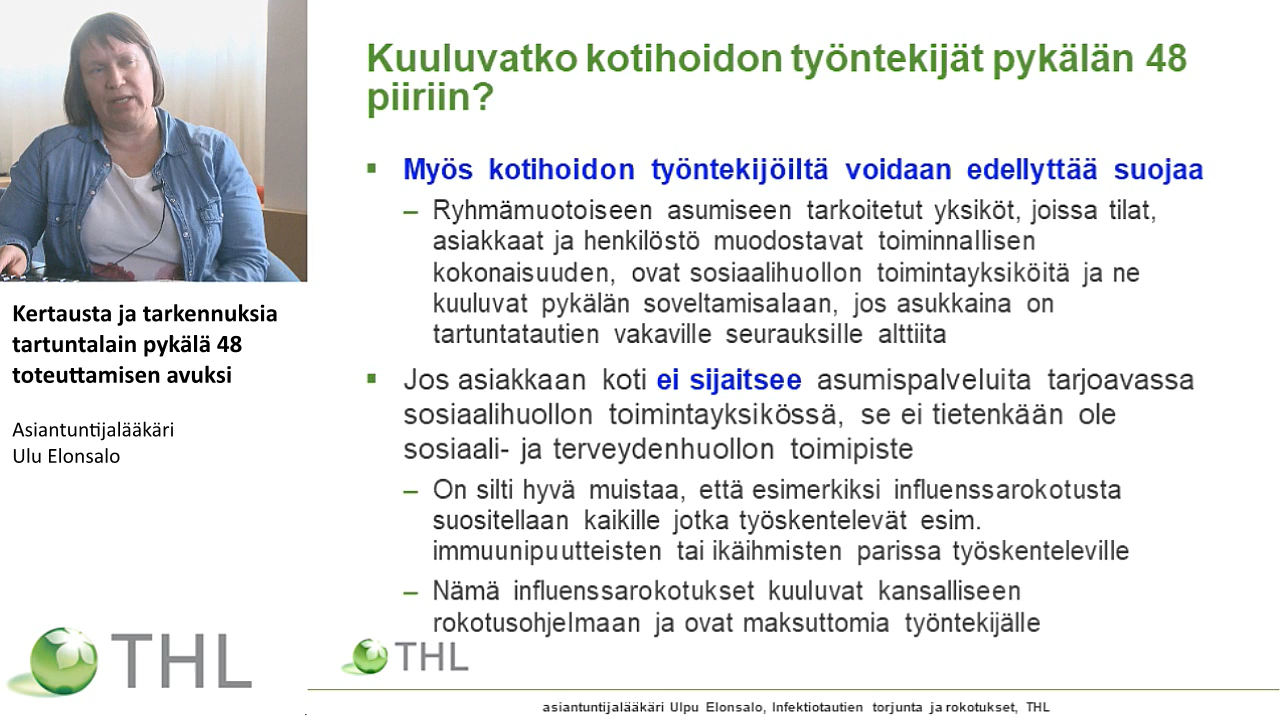 Kuuluvatko kotihoidon työntekijät pykälän 48
piiriin?
Myös kotihoidon työntekijöiltä voidaan edellyttää suojaa
– Ryhmämuotoiseen asumiseen tarkoitetut yksiköt, joissa tilat,
asiakkaat ja henkilöstö muodostavat toiminnallisen
kokonaisuuden, ovat sosiaalihuollon toimintayksiköitä ja ne
kuuluvat pykälän soveltamisalaan, jos asukkaina on
tartuntatautien vakaville seurauksille alttiita
Jos asiakkaan koti ei sijaitsee asumispalveluita tarjoavassa
sosiaalihuollon toimintayksikössä, se ei tietenkään ole
sosiaali- ja terveydenhuollon toimipiste
– On silti hyvä muistaa, että esimerkiksi influenssarokotusta
suositellaan kaikille jotka työskentelevät esim.
immuunipuutteisten tai ikäihmisten parissa työskenteleville
– Nämä influenssarokotukset kuuluvat kansalliseen
rokotusohjelmaan ja ovat maksuttomia työntekijälle
THL
asiantuntijalääkäri Ulpu Elonsalo, Infektiotautien torjunta ja rokotukset, THL
Kertausta ja tarkennuksia
tartuntalain pykälä 48
toteuttamisen avuksi
Asiantuntijalääkäri
Ulu Elonsalo
THL